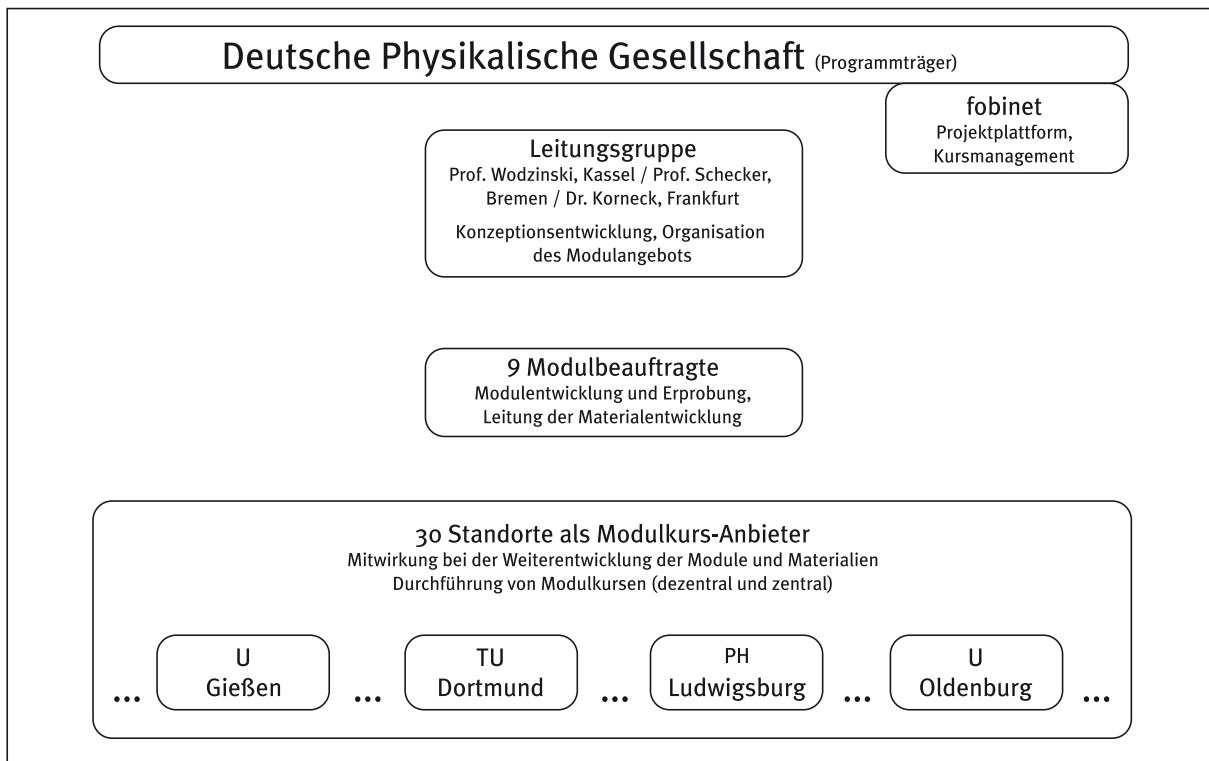 Deutsche Physikalische Gesellschaft (Programmträger)
fobinet
Projektplattform,
Kursmanagement
Leitungsgruppe
Prof. Wodzinski, Kassel / Prof. Schecker,
Bremen / Dr. Korneck, Frankfurt
Konzeptionsentwicklung, Organisation
des Modulangebots
9 Modulbeauftragte
Modulentwicklung und Erprobung,
Leitung der Materialentwicklung
30 Standorte als Modulkurs-Anbieter
Mitwirkung bei der Weiterentwicklung der Module und Materialien
Durchführung von Modulkursen (dezentral und zentral)
... U
Gießen ... TU
Dortmund ... PH
Ludwigsburg ... U
Oldenburg ...